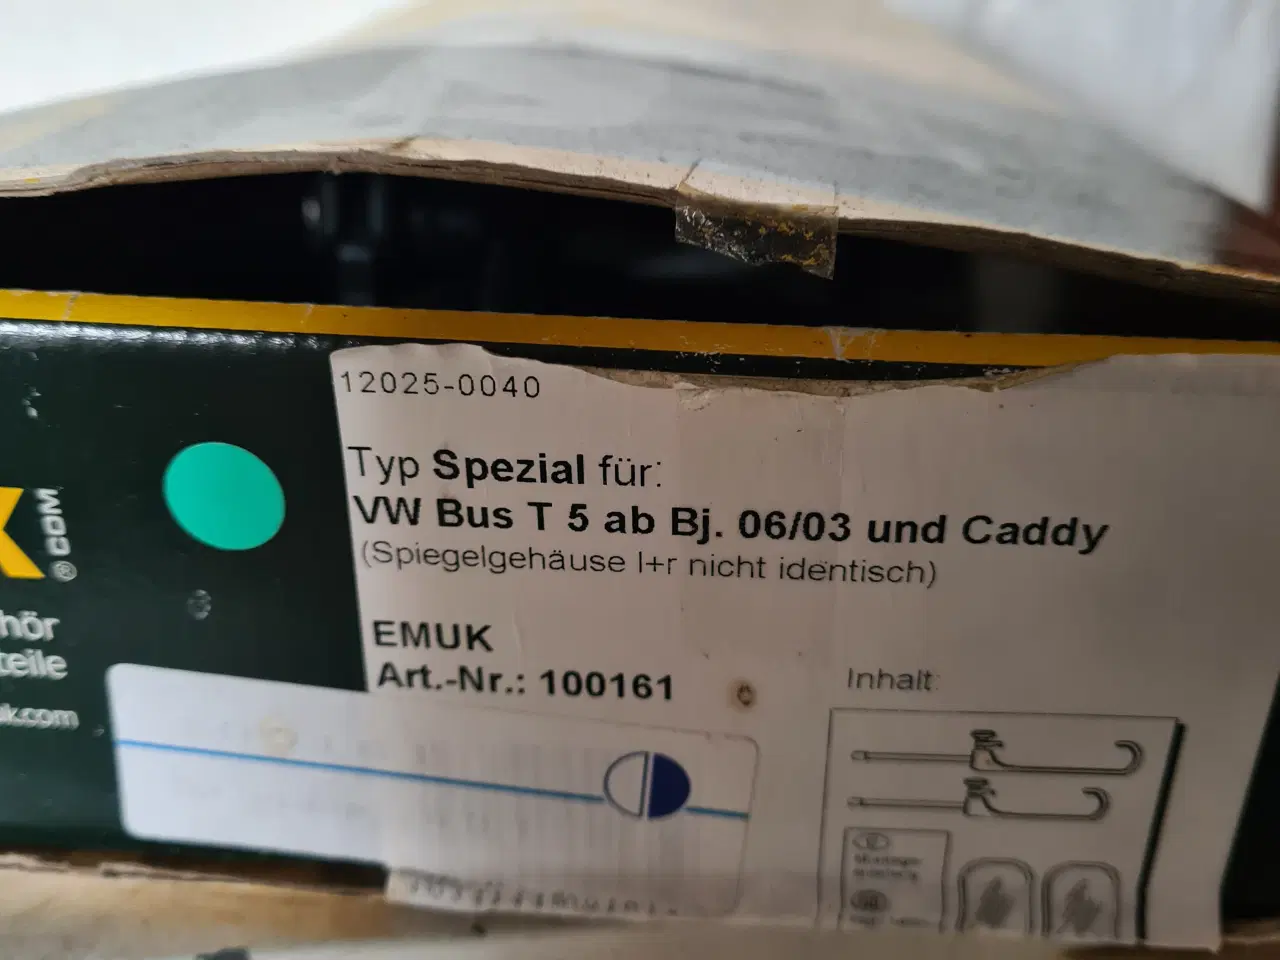 12025-0040
Typ Spezial für:
VW Bus T 5 ab Bj. 06/03 und Caddy
(Spiegelgehäuse l+r nicht identisch)
EMUK
Art.-Nr.: 100161
Inhalt:
K
®COM
hör
teile
k.com